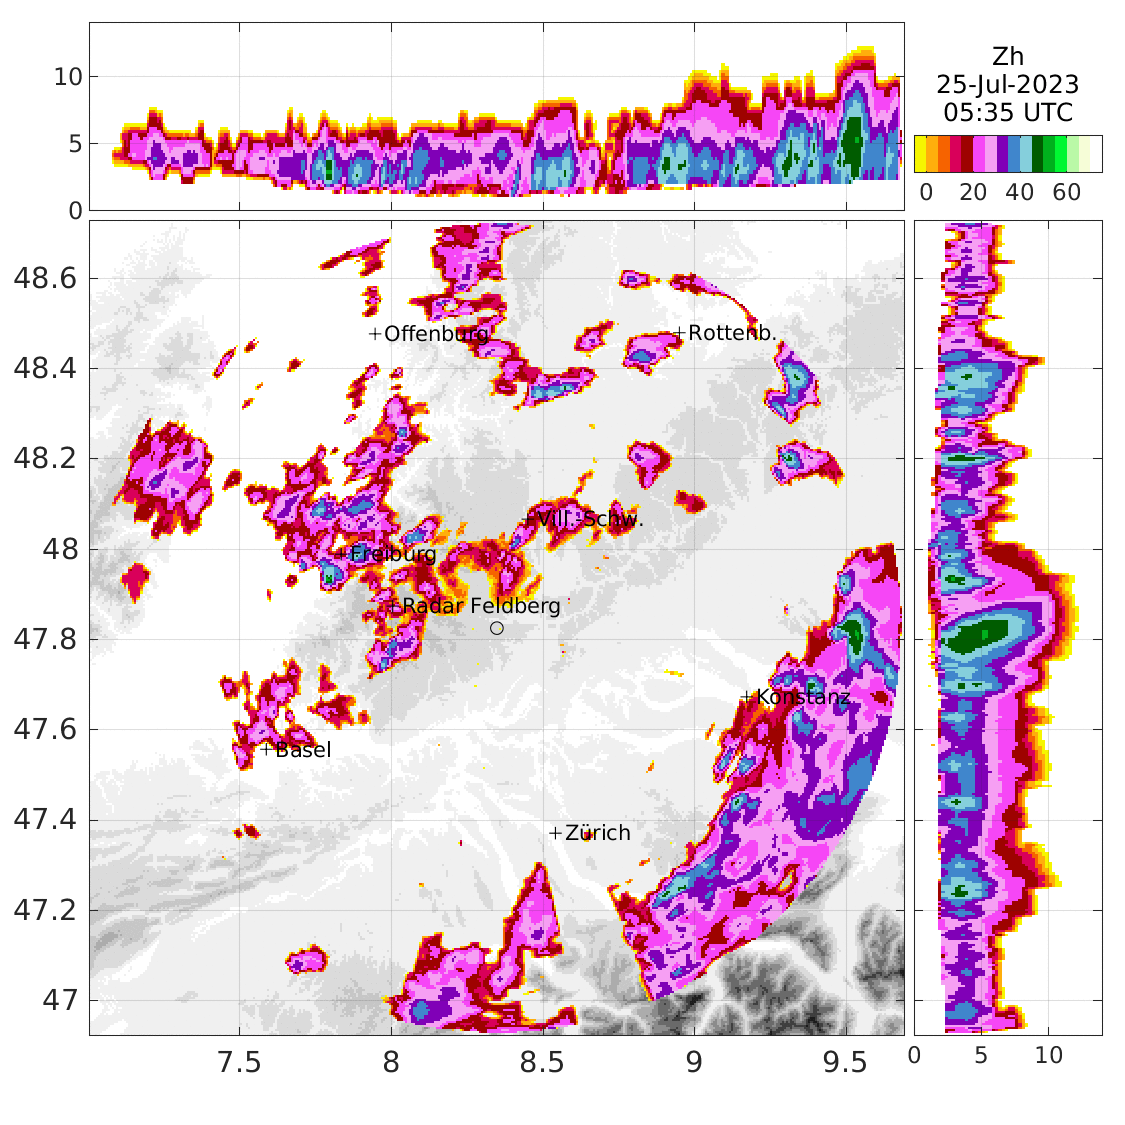 10
5
0
Zh
25-Jul-2023
05:35 UTC
0 20 40 60
48.6
48.4
48.2
48
47.8
47.6
47.4
47.2
47
+Offenburg
+Rottenb.
+Vill.-Schw.
+Freiburg
+Radar Feldberg
+Konstanz
+Basel
+Zürich
7.5 8 8.5 9 9.5
0 5 10